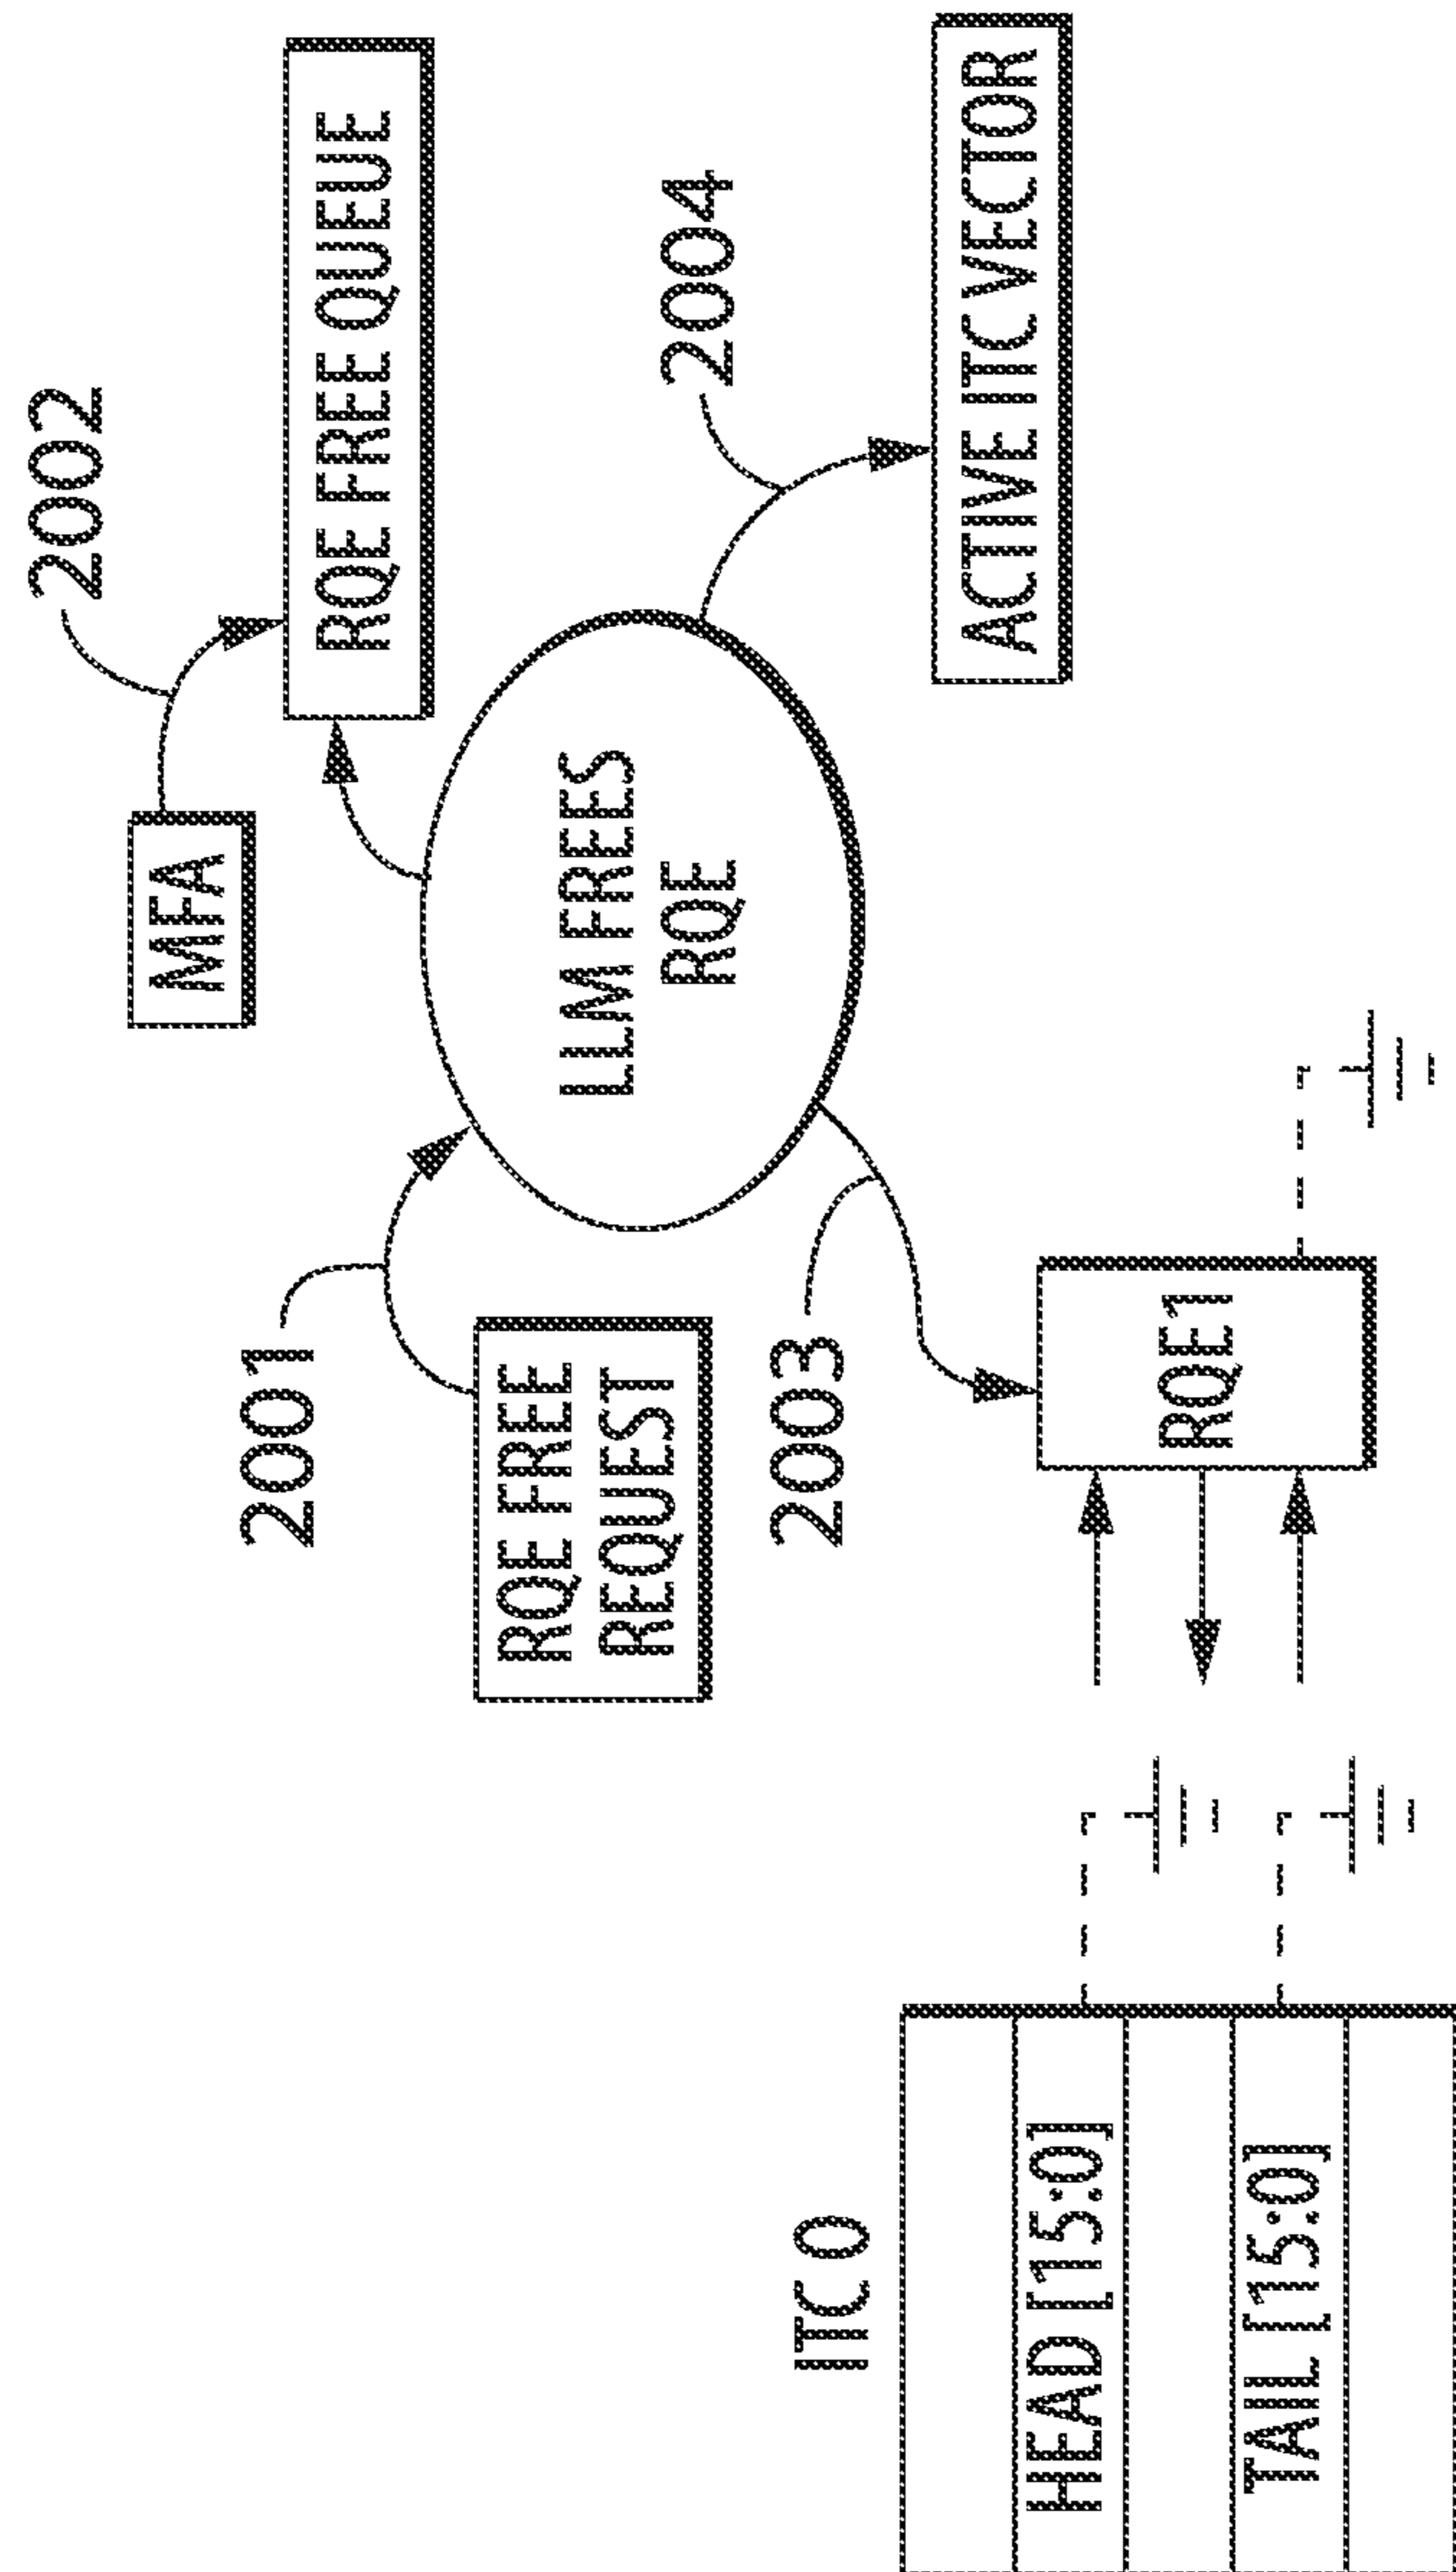 2002
MFA
RQE FREE QUEUE
2001
RQE FREE
REQUEST
LLM FREES
RQE
2004
2003
ACTIVE ITC VECTOR
ITC 0
HEAD [15:0]
TAIL [15:0]
RQE1